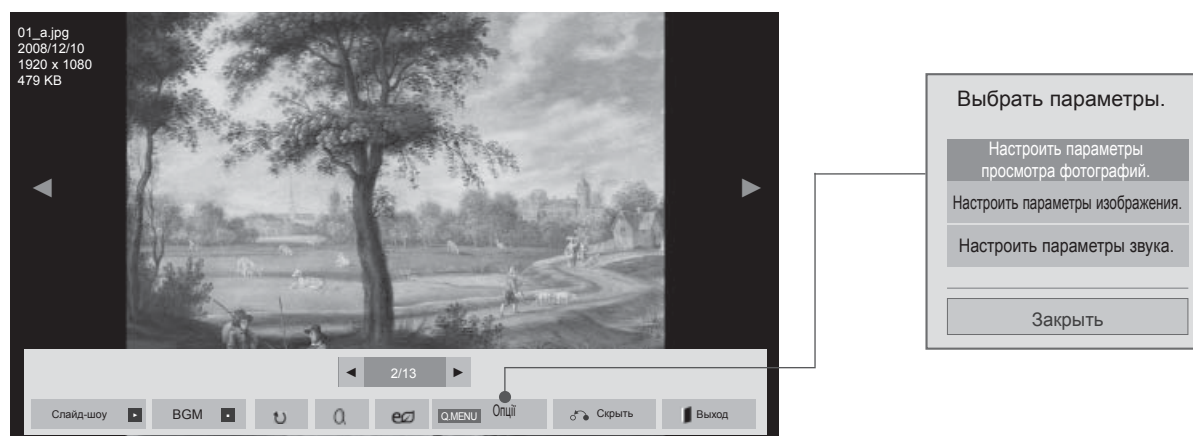 01_a.jpg
2008/12/10
1920 x 1080
479 KB
2/13
Слайд-шоу
BGM
Q.MENU Опції
Скрыть
Выход
Выбрать параметры.
Настроить параметры
просмотра фотографий.
Настроить параметры изображения.
Настроить параметры звука.
Закрыть